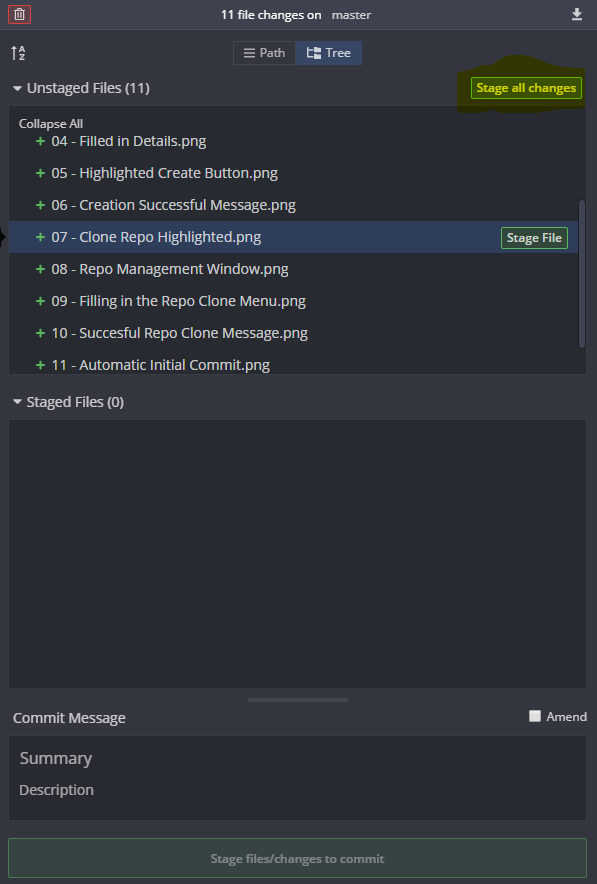 11 file changes on master
Path Tree
Unstaged Files (11)
Stage all changes
Collapse All
04 - Filled in Details.png
05 - Highlighted Create Button.png
06 - Creation Successful Message.png
07 - Clone Repo Highlighted.png
Stage File
08 - Repo Management Window.png
09 - Filling in the Repo Clone Menu.png
10 - Succesful Repo Clone Message.png
11 - Automatic Initial Commit.png
Staged Files (0)
Commit Message
Amend
Summary
Description
Stage files/changes to commit